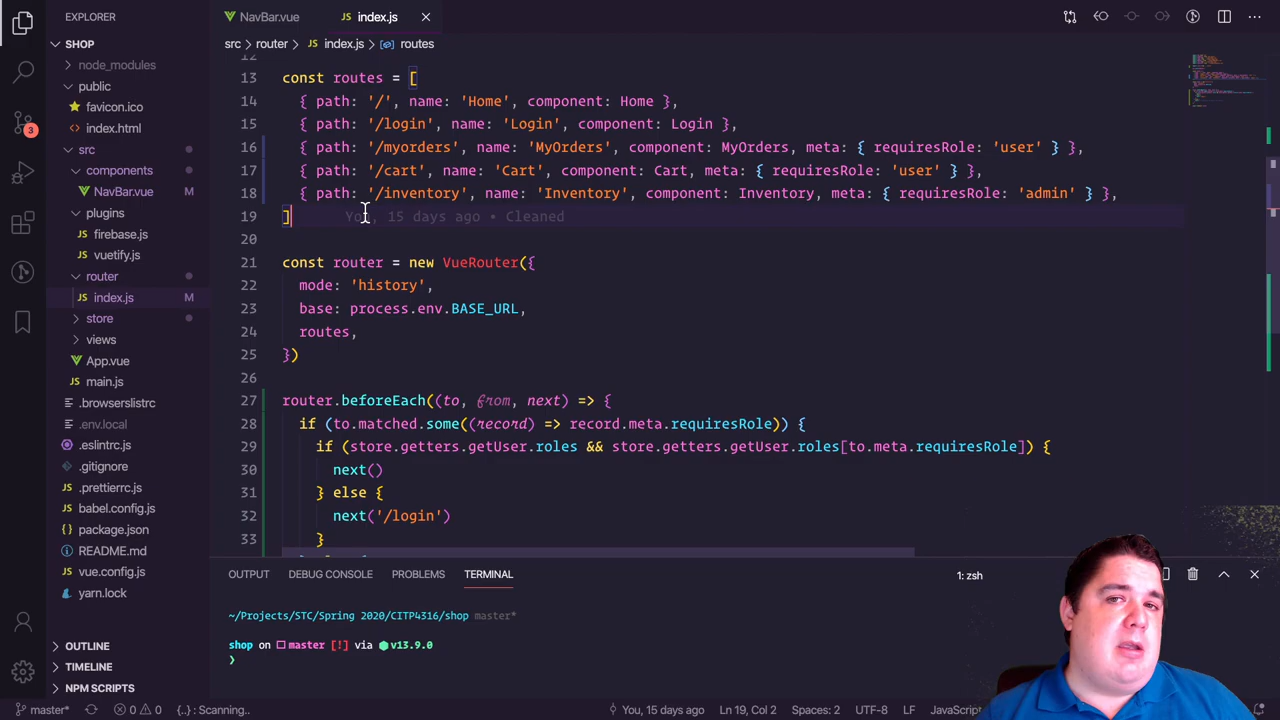 EXPLORER
NavBar.vue
index.js
SHOP
src > router > JS index.js > routes
node_modules
public
favicon.ico
index.html
3
src
components
NavBar.vue
plugins
firebase.js
vuetify.js
router
index.js M
store
views
App.vue
main.js
.browserslistrc
.env.local
.eslintrc.js
.gitignore
.prettierrc.js
babel.config.js
package.json
README.md
vue.config.js
yarn.lock
OUTLINE
TIMELINE
NPM SCRIPTS
12
13 const routes = [
14 { path: '/', name: 'Home', component: Home },
15 { path: '/login', name: 'Login', component: Login },
16 { path: '/myorders', name: 'MyOrders', component: MyOrders, meta: { requiresRole: 'user' } },
17 { path: '/cart', name: 'Cart', component: Cart, meta: { requiresRole: 'user' } },
18 { path: '/inventory', name: 'Inventory', component: Inventory, meta: { requiresRole: 'admin' } },
19 ] You, 15 days ago • Cleaned
20
21 const router = new VueRouter({
22 mode: 'history',
23 base: process.env.BASE_URL,
24 routes,
25 })
26
27 router.beforeEach((to, from, next) => {
28 if (to.matched.some((record) => record.meta.requiresRole)) {
29 if (store.getters.getUser.roles && store.getters.getUser.roles[to.meta.requiresRole]) {
30 next()
31 } else {
32 next('/login')
33 }
OUTPUT DEBUG CONSOLE PROBLEMS TERMINAL 1: zsh
~/Projects/STC/Spring 2020/CITP4316/shop master*
shop on master [!] via v13.9.0
❯
master* 0 0 {..} : Scanning.. You, 15 days ago Ln 19, Col 2 Spaces: 2 UTF-8 LF